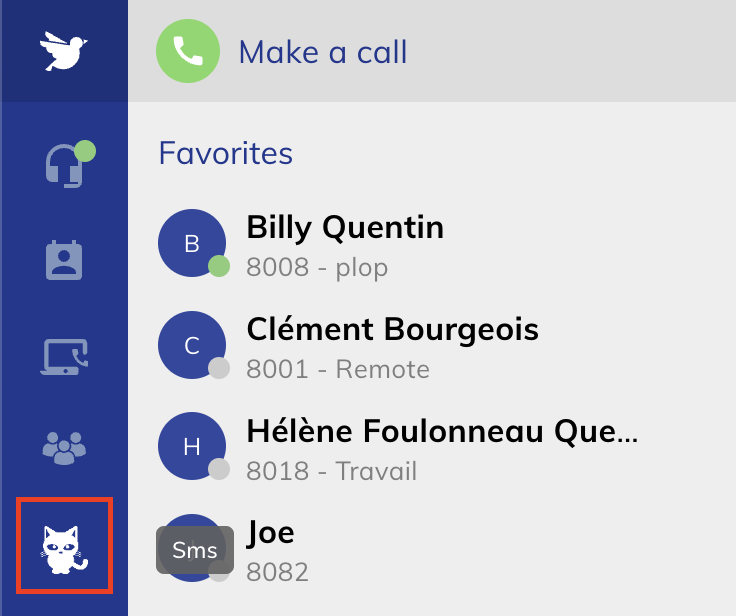 Make a call
Favorites
B
Billy Quentin
8008 - plop
C
Clément Bourgeois
8001 - Remote
H
Hélène Foulonneau Que...
8018 - Travail
Sms
Joe
8082